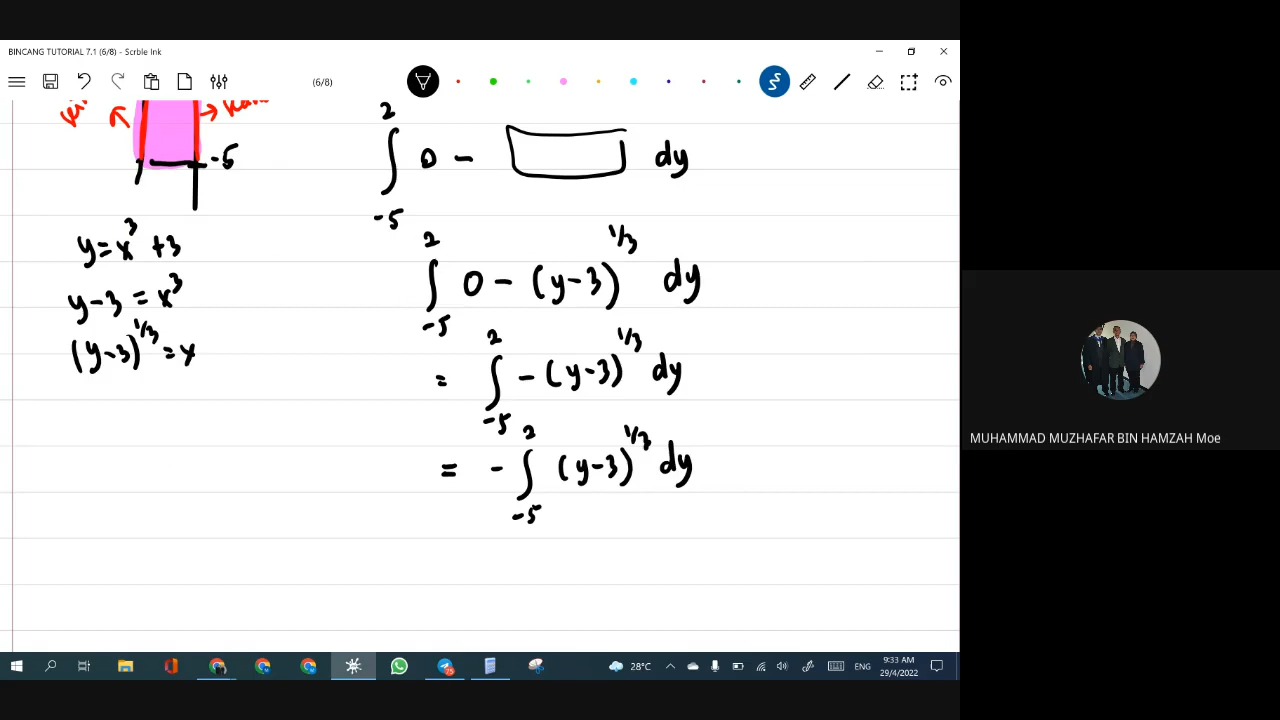 BINCANG TUTORIAL 7.1 (6/8) - Scrble Ink
(6/8)
-5
y = x³ + 3
y - 3 = x³
(y - 3)^1/3 = x
∫_-5^2 0 - ☐ dy
∫_-5^2 0 - (y - 3)^1/3 dy
= ∫_-5^2 - (y - 3)^1/3 dy
= - ∫_-5^2 (y - 3)^1/3 dy
MUHAMMAD MUZHAFAR BIN HAMZAH Moe
28°C
ENG
9:33 AM
29/4/2022